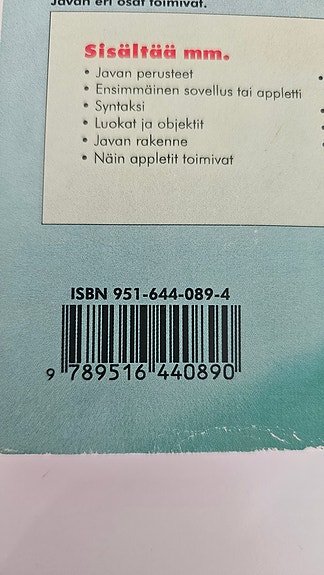 Javan eri osat toimivat.
Sisältää mm.
• Javan perusteet
• Ensimmäinen sovellus tai appletti
• Syntaksi
• Luokat ja objektit
• Javan rakenne
• Näin appletit toimivat
ISBN 951-644-089-4
9 789516 440890